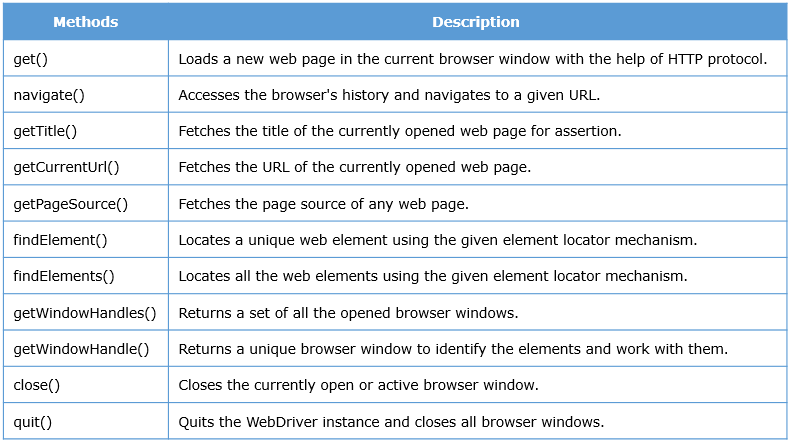 Methods Description
get() Loads a new web page in the current browser window with the help of HTTP protocol.
navigate() Accesses the browser's history and navigates to a given URL.
getTitle() Fetches the title of the currently opened web page for assertion.
getCurrentUrl() Fetches the URL of the currently opened web page.
getPageSource() Fetches the page source of any web page.
findElement() Locates a unique web element using the given element locator mechanism.
findElements() Locates all the web elements using the given element locator mechanism.
getWindowHandles() Returns a set of all the opened browser windows.
getWindowHandle() Returns a unique browser window to identify the elements and work with them.
close() Closes the currently open or active browser window.
quit() Quits the WebDriver instance and closes all browser windows.